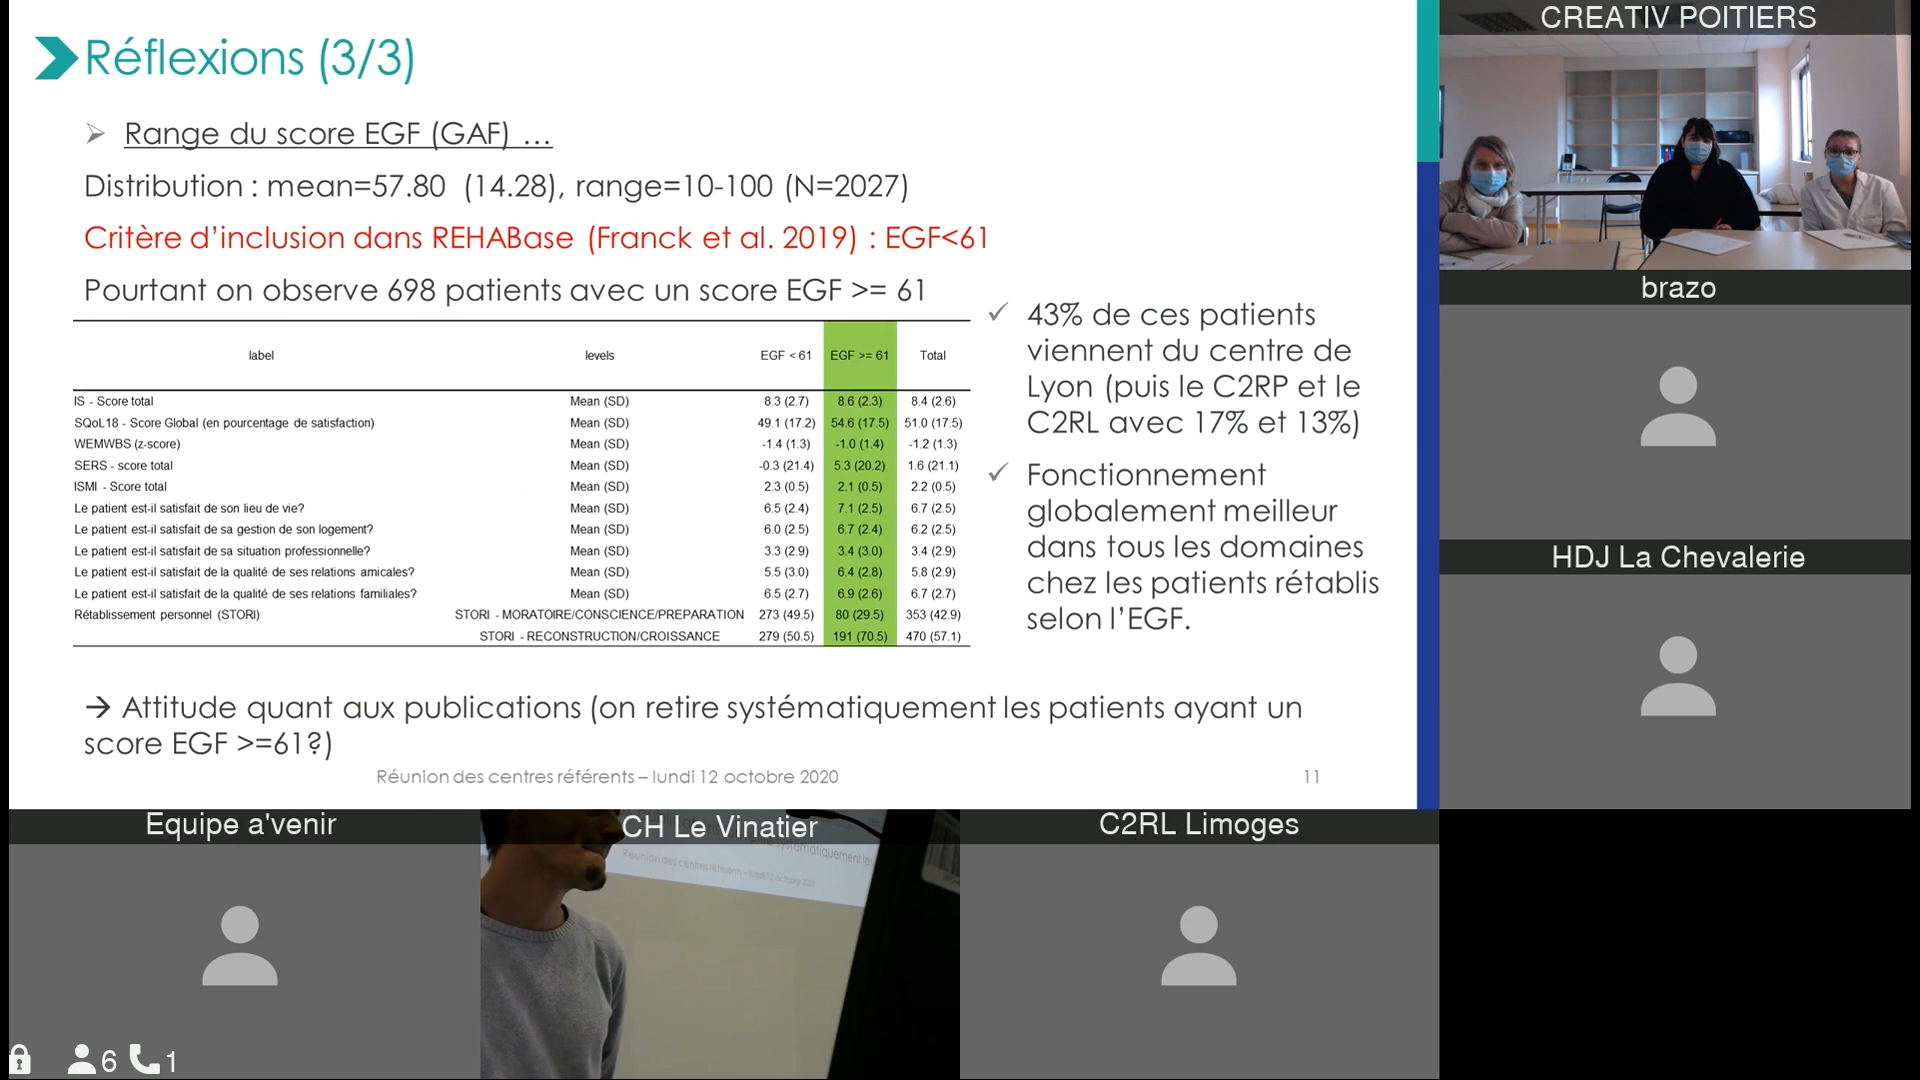 Réflexions (3/3)
Range du score EGF (GAF) …
Distribution : mean=57.80 (14.28), range=10-100 (N=2027)
Critère d'inclusion dans REHABase (Franck et al. 2019) : EGF<61
Pourtant on observe 698 patients avec un score EGF >= 61
label levels EGF < 61 EGF >= 61 Total
IS - Score total Mean (SD) 8.3 (2.7) 8.6 (2.3) 8.4 (2.6)
SQoL18 - Score Global (en pourcentage de satisfaction) Mean (SD) 49.1 (17.2) 54.6 (17.5) 51.0 (17.5)
WEMWBS (z-score) Mean (SD) -1.4 (1.3) -1.0 (1.4) -1.2 (1.3)
SERS - score total Mean (SD) -0.3 (21.4) 5.3 (20.2) 1.6 (21.1)
ISMI - Score total Mean (SD) 2.3 (0.5) 2.1 (0.5) 2.2 (0.5)
Le patient est-il satisfait de son lieu de vie? Mean (SD) 6.5 (2.4) 7.1 (2.5) 6.7 (2.5)
Le patient est-il satisfait de sa gestion de son logement? Mean (SD) 6.0 (2.5) 6.7 (2.4) 6.2 (2.5)
Le patient est-il satisfait de sa situation professionnelle? Mean (SD) 3.3 (2.9) 3.4 (3.0) 3.4 (2.9)
Le patient est-il satisfait de la qualité de ses relations amicales? Mean (SD) 5.5 (3.0) 6.4 (2.8) 5.8 (2.9)
Le patient est-il satisfait de la qualité de ses relations familiales? Mean (SD) 6.5 (2.7) 6.9 (2.6) 6.7 (2.7)
Rétablissement personnel (STORI) STORI - MORATOIRE/CONSCIENCE/PREPARATION 273 (49.5) 80 (29.5) 353 (42.9)
STORI - RECONSTRUCTION/CROISSANCE 279 (50.5) 191 (70.5) 470 (57.1)
43% de ces patients
viennent du centre de
Lyon (puis le C2RP et le
C2RL avec 17% et 13%)
Fonctionnement
globalement meilleur
dans tous les domaines
chez les patients rétablis
selon l'EGF.
→ Attitude quant aux publications (on retire systématiquement les patients ayant un
score EGF >=61?)
Réunion des centres référents – lundi 12 octobre 2020 11
CREATIV POITIERS
brazo
HDJ La Chevalerie
Equipe a'venir
CH Le Vinatier
systématiquement les
Réunion des centres référents – lundi 12 octobre 2020
C2RL Limoges
6 1